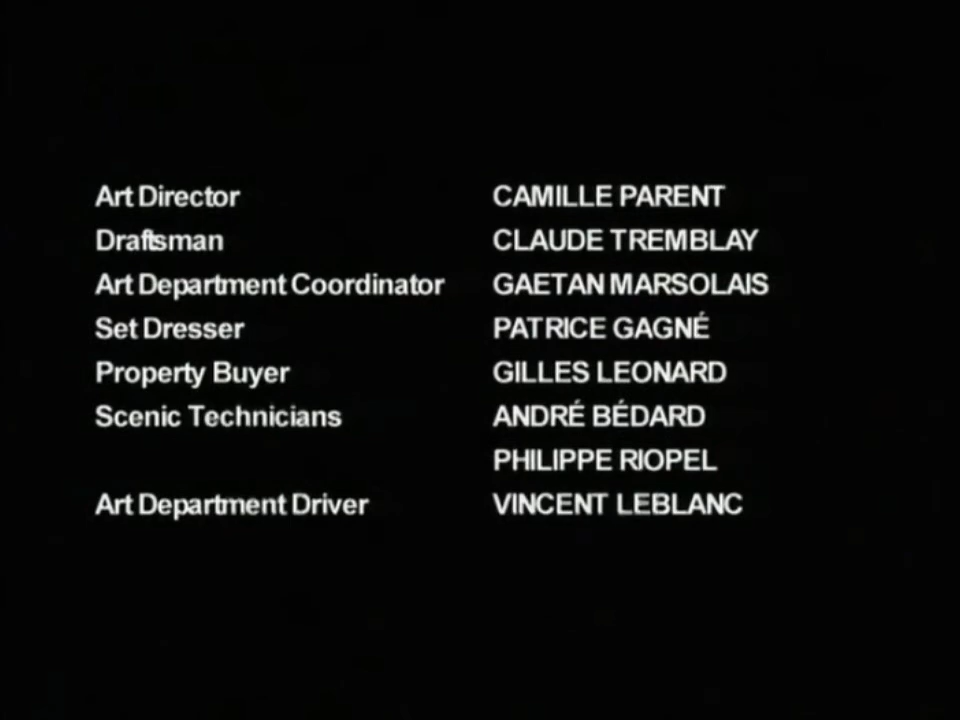 Art Director CAMILLE PARENT
Draftsman CLAUDE TREMBLAY
Art Department Coordinator GAETAN MARSOLAIS
Set Dresser PATRICE GAGNÉ
Property Buyer GILLES LEONARD
Scenic Technicians ANDRÉ BÉDARD
PHILIPPE RIOPEL
Art Department Driver VINCENT LEBLANC